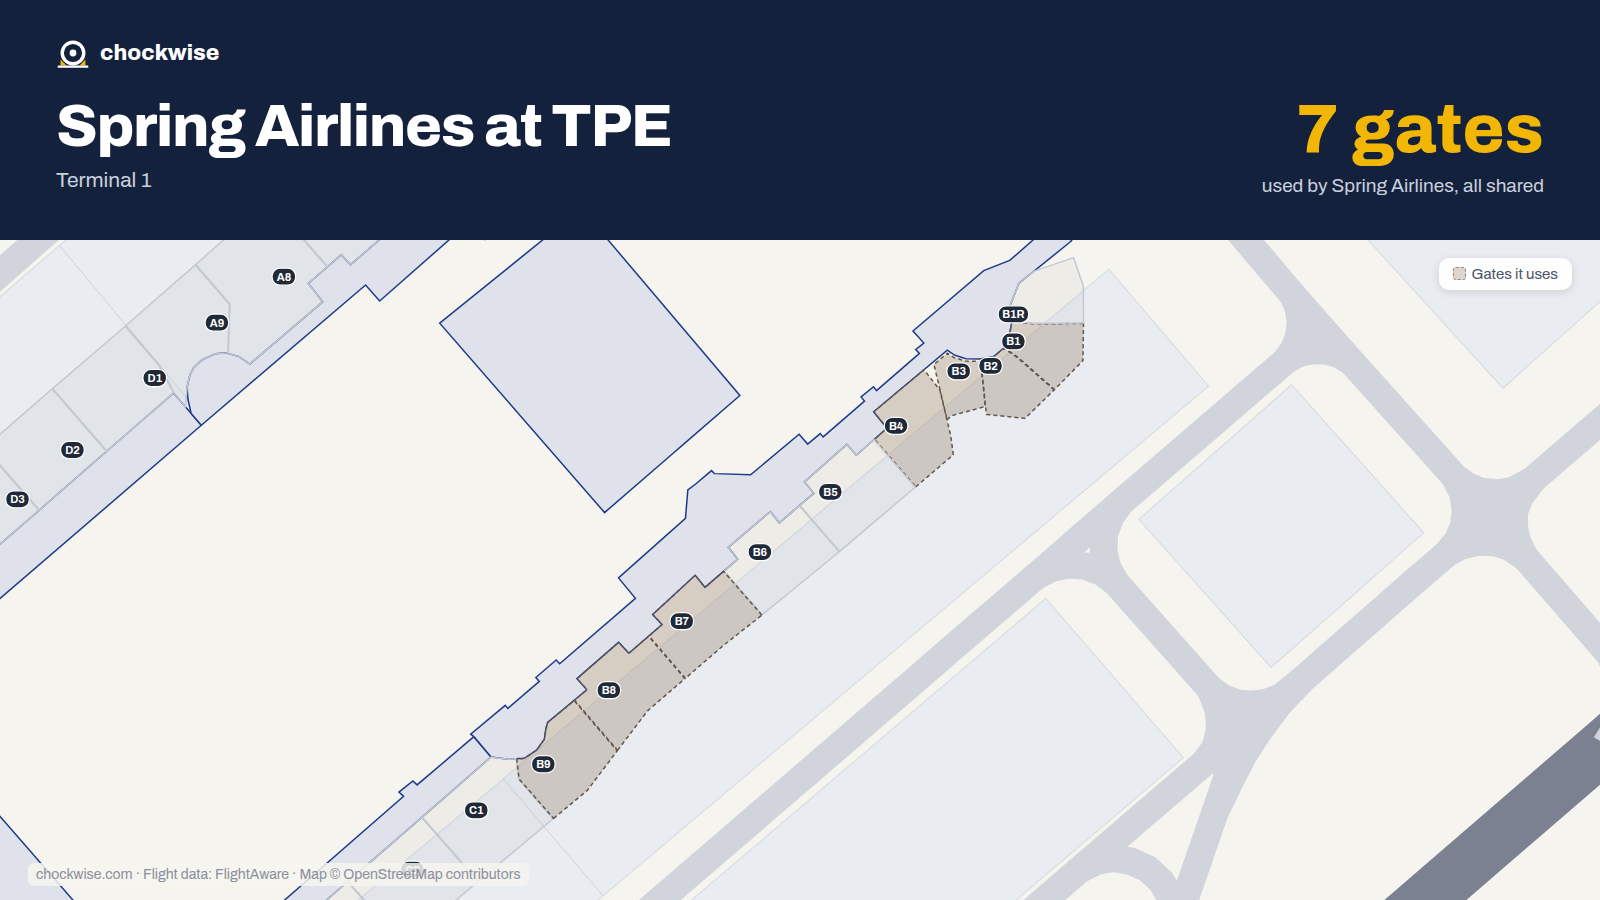 chockwise
Spring Airlines at TPE
Terminal 1
7 gates
used by Spring Airlines, all shared
Gates it uses
A8
A9
D1
D2
D3
B1R
B1
B2
B3
B4
B5
B6
B7
B8
B9
C1
chockwise.com · Flight data: FlightAware · Map © OpenStreetMap contributors